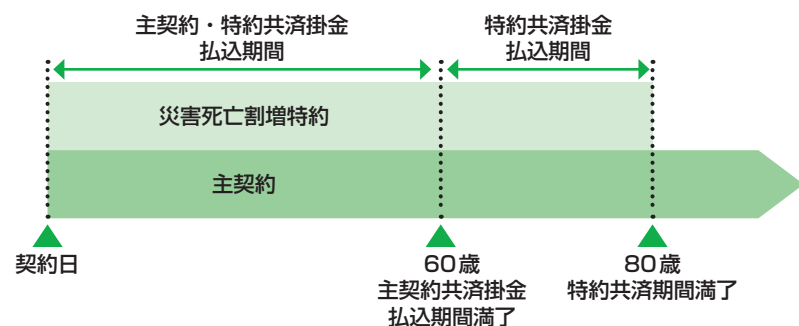 主契約・特約共済掛金
払込期間
特約共済掛金
払込期間
災害死亡割増特約
主契約
契約日
60歳
主契約共済掛金
払込期間満了
80歳
特約共済期間満了